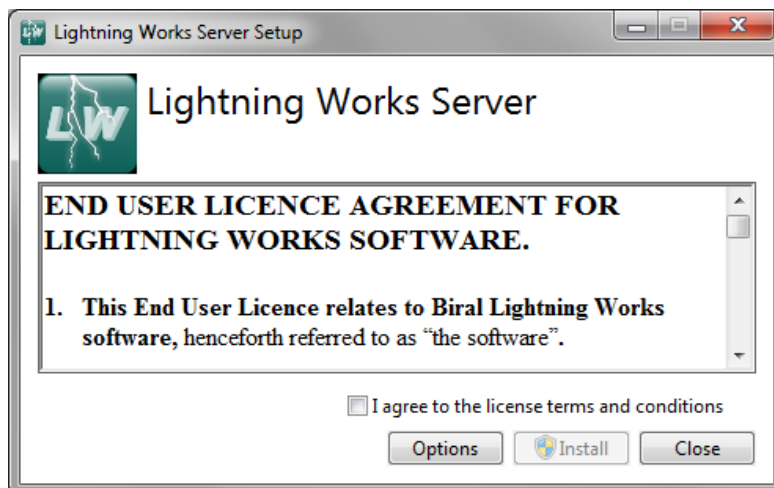 Lightning Works Server Setup
LW
Lightning Works Server
END USER LICENCE AGREEMENT FOR
LIGHTNING WORKS SOFTWARE.
1. This End User Licence relates to Biral Lightning Works
software, henceforth referred to as “the software”.
I agree to the license terms and conditions
Options Install Close